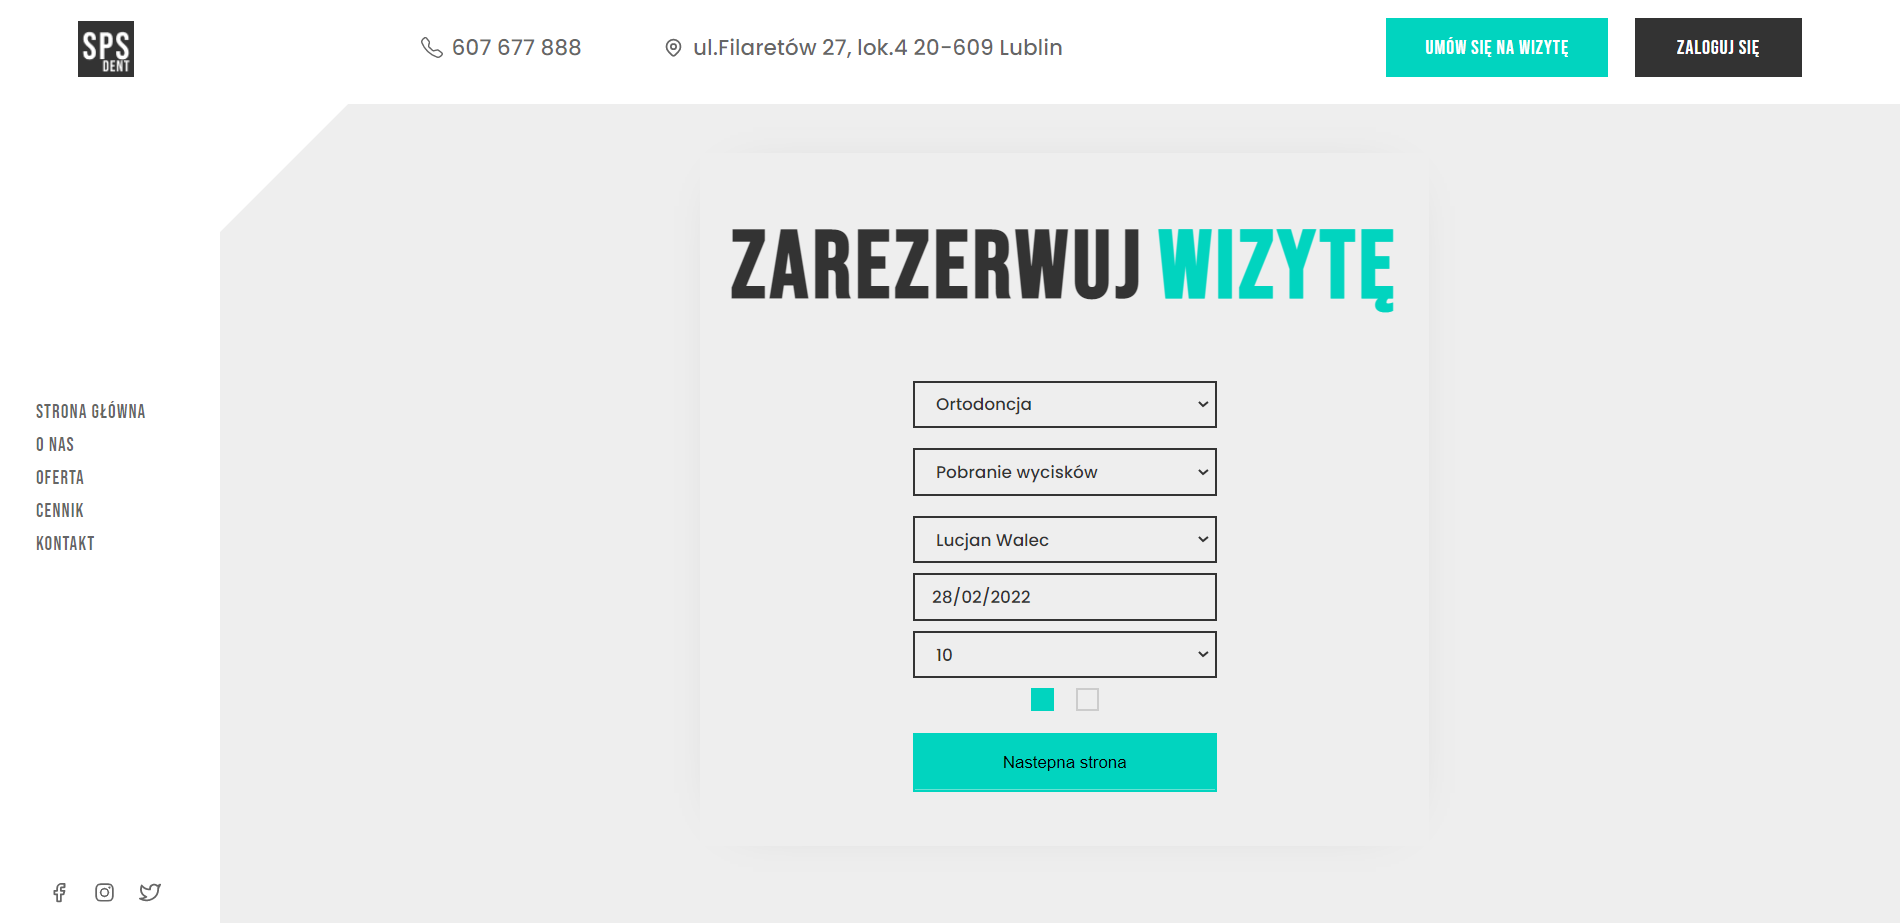 SPS
DENT
607 677 888
ul.Filaretów 27, lok.4 20-609 Lublin
UMÓW SIĘ NA WIZYTĘ
ZALOGUJ SIĘ
STRONA GŁÓWNA
O NAS
OFERTA
CENNIK
KONTAKT
ZAREZERWUJ WIZYTĘ
Ortodoncja
Pobranie wycisków
Lucjan Walec
28/02/2022
10
Nastepna strona